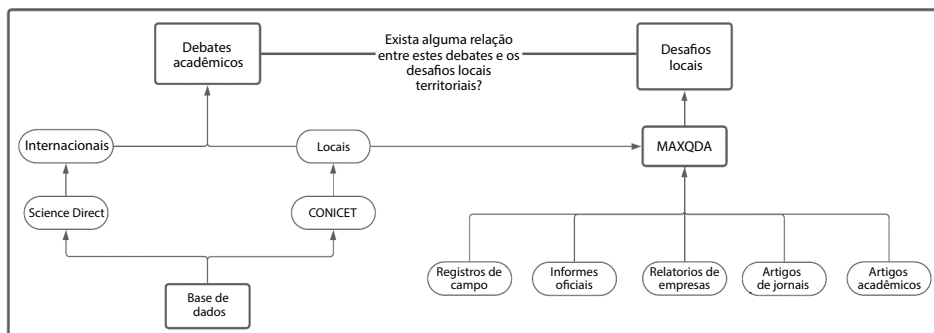 Debates
acadêmicos
Exista alguma relação
entre estes debates e os
desafios locais
territoriais?
Desafios
locais
Internacionais
Locais
MAXQDA
Science Direct
CONICET
Registros de
campo
Informes
oficiais
Relatorios de
empresas
Artigos
de jornais
Artigos
acadêmicos
Base de
dados